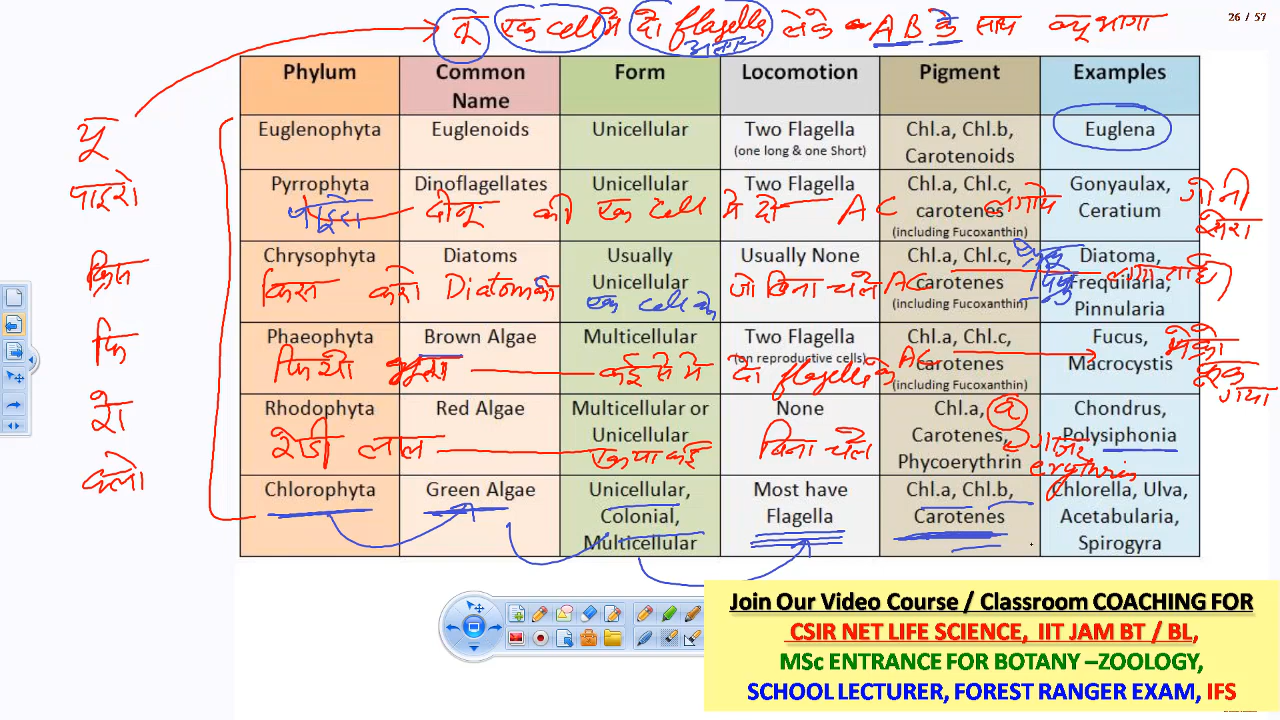 26 / 57
यू एक cell में दो flagella लेके AB के साथ क्यू भागा
Phylum Common Name Form Locomotion Pigment Examples
Euglenophyta Euglenoids Unicellular Two Flagella (one long & one Short) Chl.a, Chl.b, Carotenoids Euglena
Pyrrophyta Dinoflagellates Unicellular Two Flagella Chl.a, Chl.c, carotenes (including Fucoxanthin) Gonyaulax, Ceratium
पाइरो दीनू की एक cell में दो AC लगाये गोनी
Chrysophyta Diatoms Usually Unicellular Usually None Chl.a, Chl.c, carotenes (including Fucoxanthin) Diatoma, Frequilaria, Pinnularia
किस करो Diatom को एक cell के जो बिना चले AC
Phaeophyta Brown Algae Multicellular Two Flagella (on reproductive cells) Chl.a, Chl.c, carotenes (including Fucoxanthin) Fucus, Macrocystis
कई से में दो flagella के AC गया
Rhodophyta Red Algae Multicellular or Unicellular None Chl.a, Carotenes, Phycoerythrin Chondrus, Polysiphonia
रेडी लाल एक या कई बिना चले a erythrin
Chlorophyta Green Algae Unicellular, Colonial, Multicellular Most have Flagella Chl.a, Chl.b, Carotenes Chlorella, Ulva, Acetabularia, Spirogyra
यू
पाइरो
क्रिस
फि
रो
क्लो
Join Our Video Course / Classroom COACHING FOR
CSIR NET LIFE SCIENCE, IIT JAM BT / BL,
MSc ENTRANCE FOR BOTANY –ZOOLOGY,
SCHOOL LECTURER, FOREST RANGER EXAM, IFS